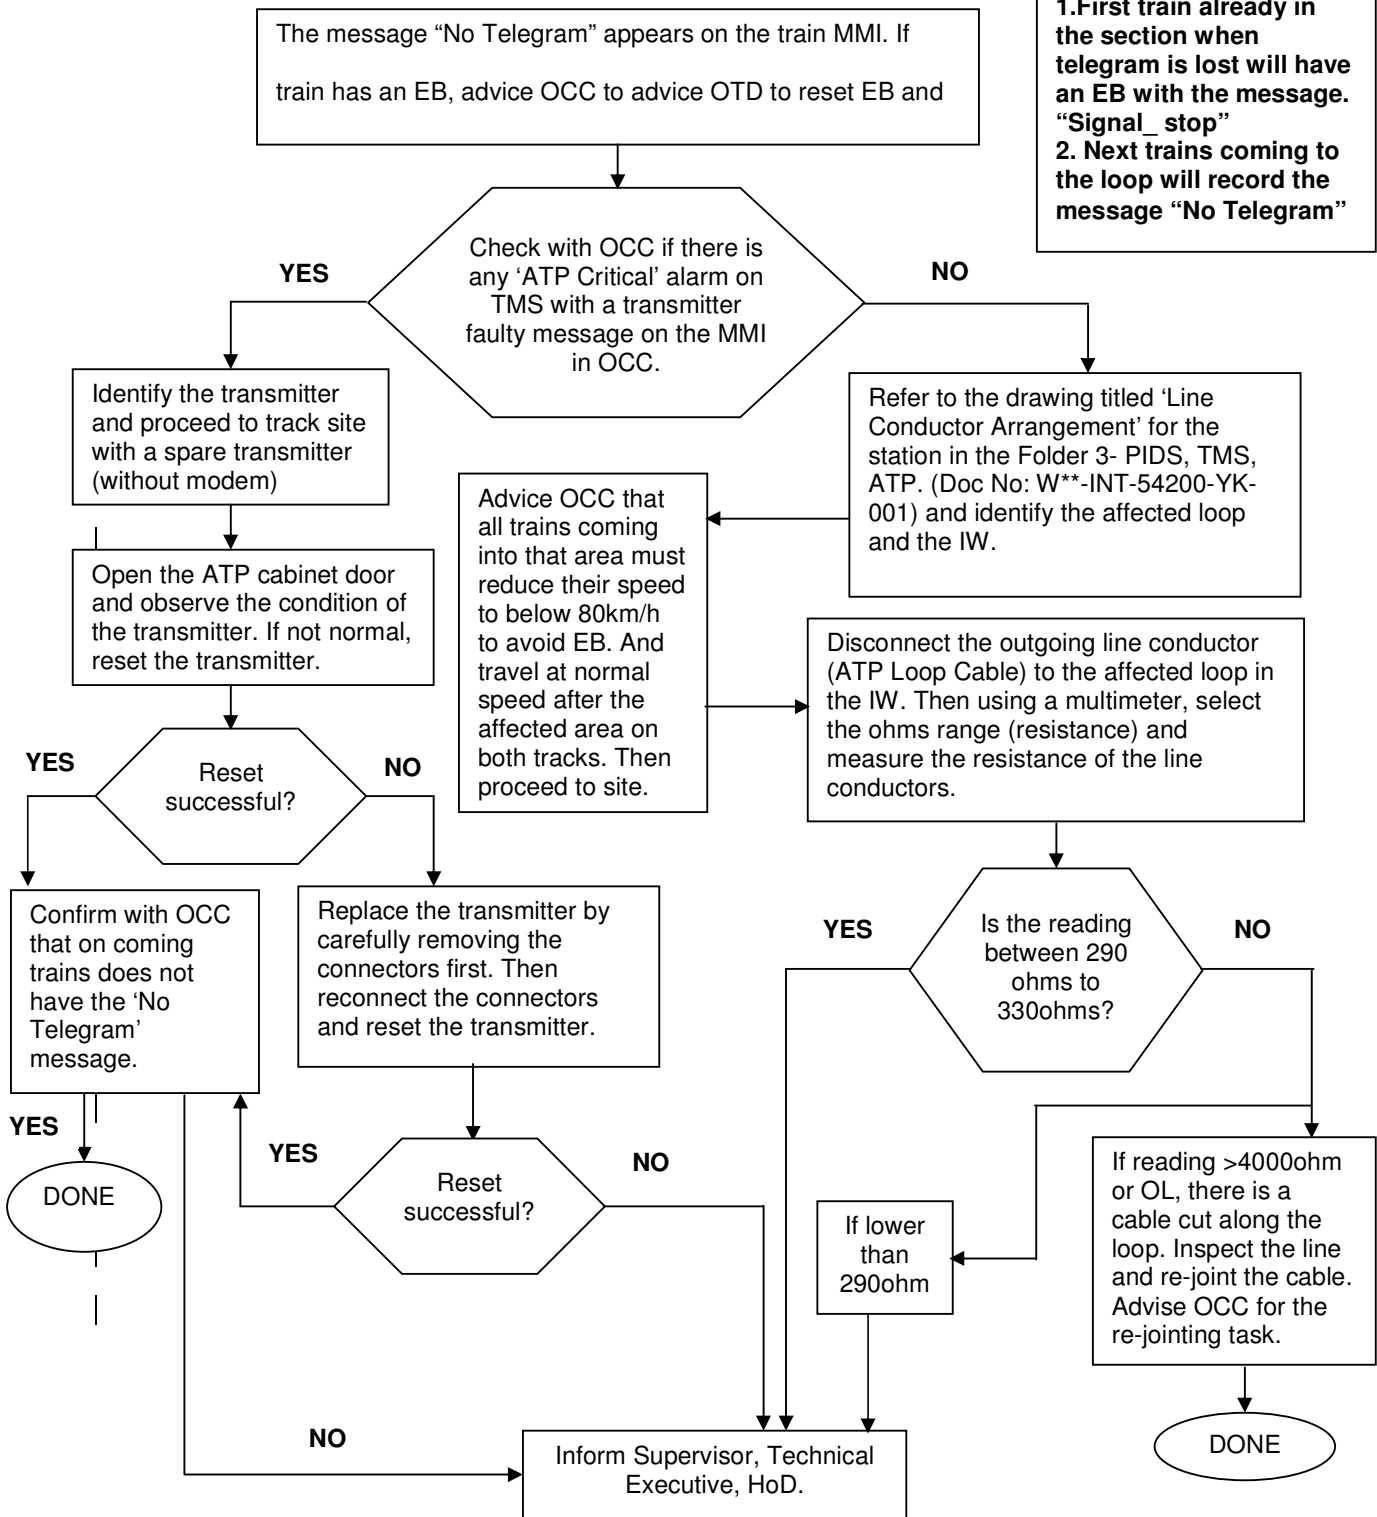 The message “No Telegram” appears on the train MMI. If
train has an EB, advice OCC to advice OTD to reset EB and
1.First train already in
the section when
telegram is lost will have
an EB with the message.
“Signal_ stop”
2. Next trains coming to
the loop will record the
message “No Telegram”
Check with OCC if there is
any ‘ATP Critical’ alarm on
TMS with a transmitter
faulty message on the MMI
in OCC.
YES
NO
Identify the transmitter
and proceed to track site
with a spare transmitter
(without modem)
Refer to the drawing titled ‘Line
Conductor Arrangement’ for the
station in the Folder 3- PIDS, TMS,
ATP. (Doc No: W**-INT-54200-YK-
001) and identify the affected loop
and the IW.
Advice OCC that
all trains coming
into that area must
reduce their speed
to below 80km/h
to avoid EB. And
travel at normal
speed after the
affected area on
both tracks. Then
proceed to site.
Open the ATP cabinet door
and observe the condition of
the transmitter. If not normal,
reset the transmitter.
Disconnect the outgoing line conductor
(ATP Loop Cable) to the affected loop in
the IW. Then using a multimeter, select
the ohms range (resistance) and
measure the resistance of the line
conductors.
YES
Reset
successful?
NO
Confirm with OCC
that on coming
trains does not
have the ‘No
Telegram’
message.
Replace the transmitter by
carefully removing the
connectors first. Then
reconnect the connectors
and reset the transmitter.
YES
Is the reading
between 290
ohms to
330ohms?
NO
YES
DONE
YES
Reset
successful?
NO
If lower
than
290ohm
If reading >4000ohm
or OL, there is a
cable cut along the
loop. Inspect the line
and re-joint the cable.
Advise OCC for the
re-jointing task.
NO
Inform Supervisor, Technical
Executive, HoD.
DONE